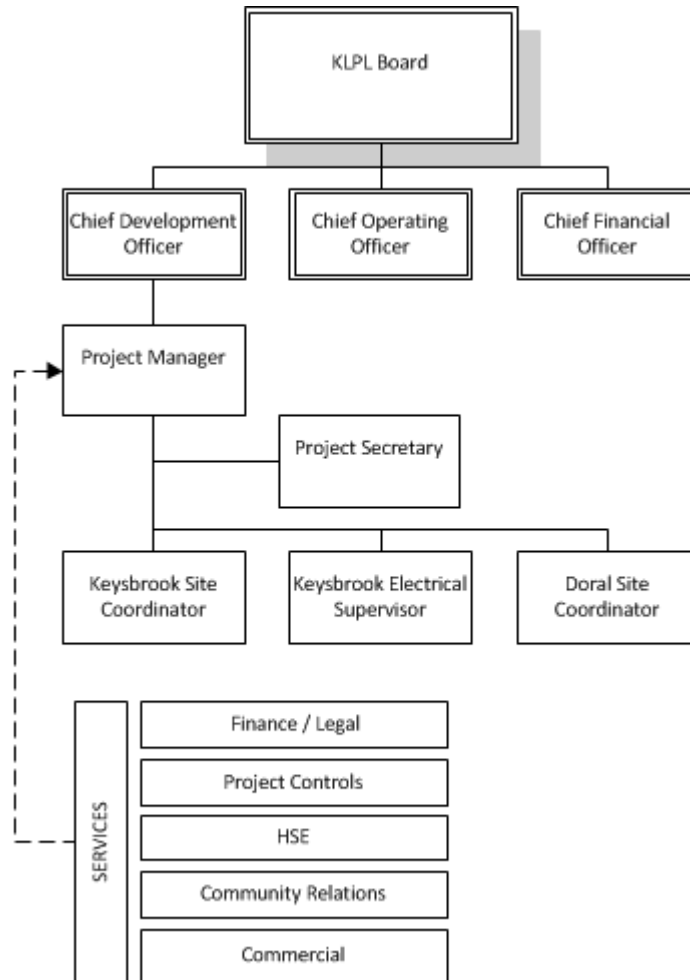 KLPL Board
Chief Development
Officer
Chief Operating
Officer
Chief Financial
Officer
Project Manager
Project Secretary
Keysbrook Site
Coordinator
Keysbrook Electrical
Supervisor
Doral Site
Coordinator
SERVICES
Finance / Legal
Project Controls
HSE
Community Relations
Commercial